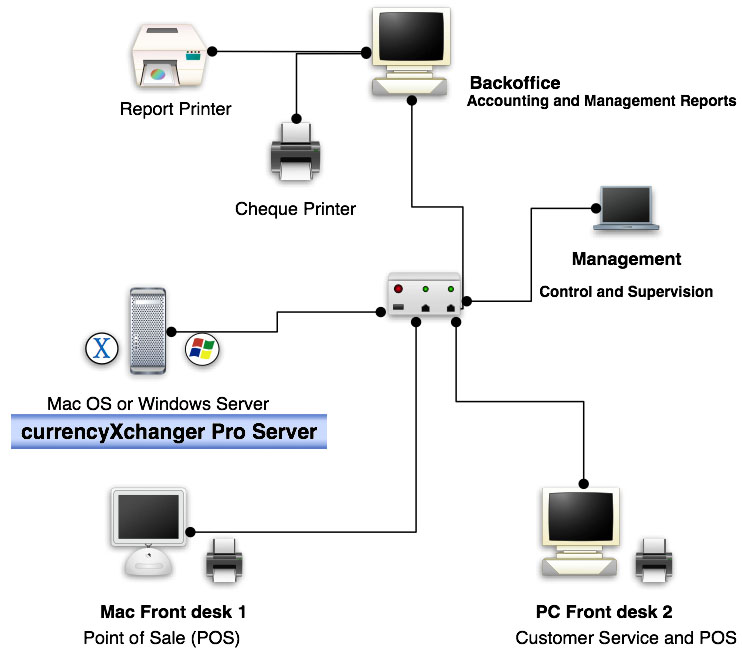 Report Printer
Backoffice
Accounting and Management Reports
Cheque Printer
Management
Control and Supervision
X
Mac OS or Windows Server
currencyXchanger Pro Server
Mac Front desk 1
Point of Sale (POS)
PC Front desk 2
Customer Service and POS